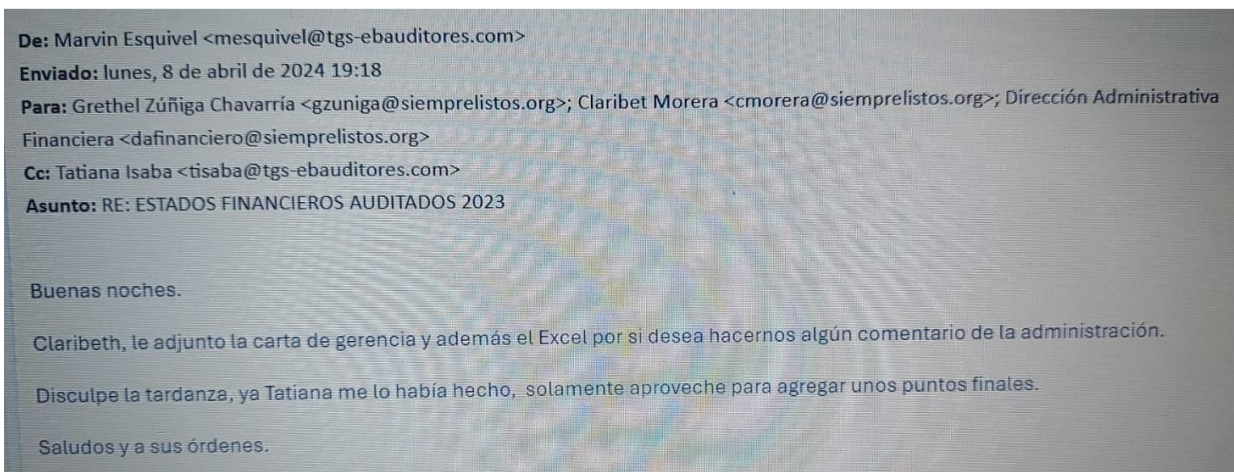 De: Marvin Esquivel <mesquivel@tgs-ebauditores.com>
Enviado: lunes, 8 de abril de 2024 19:18
Para: Grethel Zúñiga Chavarría <gzuniga@siemprelistos.org>; Claribet Morera <cmorera@siemprelistos.org>; Dirección Administrativa
Financiera <dafinanciero@siemprelistos.org>
Cc: Tatiana Isaba <tisaba@tgs-ebauditores.com>
Asunto: RE: ESTADOS FINANCIEROS AUDITADOS 2023
Buenas noches.
Claribeth, le adjunto la carta de gerencia y además el Excel por si desea hacernos algún comentario de la administración.
Disculpe la tardanza, ya Tatiana me lo había hecho, solamente aproveche para agregar unos puntos finales.
Saludos y a sus órdenes.